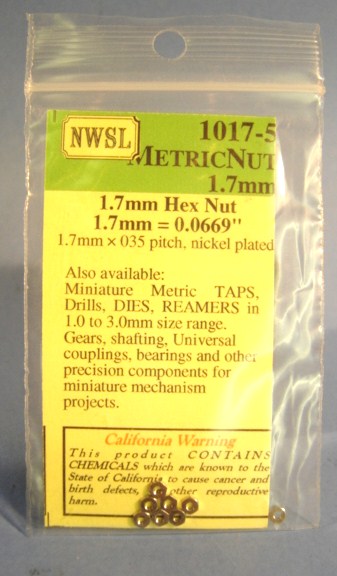 NWSL
1017-5
METRICNUT
1.7mm
1.7mm Hex Nut
1.7mm = 0.0669"
1.7mm × 035 pitch, nickel plated
Also available:
Miniature Metric TAPS,
Drills, DIES, REAMERS in
1.0 to 3.0mm size range.
Gears, shafting, Universal
couplings, bearings and other
precision components for
miniature mechanism
projects.
California Warning
This product CONTAINS
CHEMICALS which are known to the
State of California to cause cancer and
birth defects, other reproductive
harm.